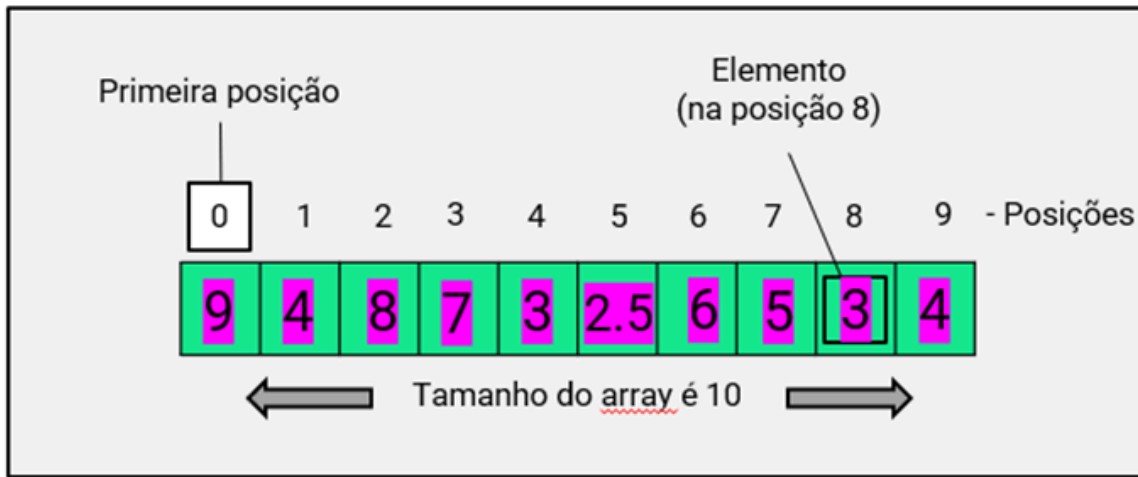 Primeira posição
Elemento
(na posição 8)
0 1 2 3 4 5 6 7 8 9 - Posições
9 4 8 7 3 2.5 6 5 3 4
Tamanho do array é 10